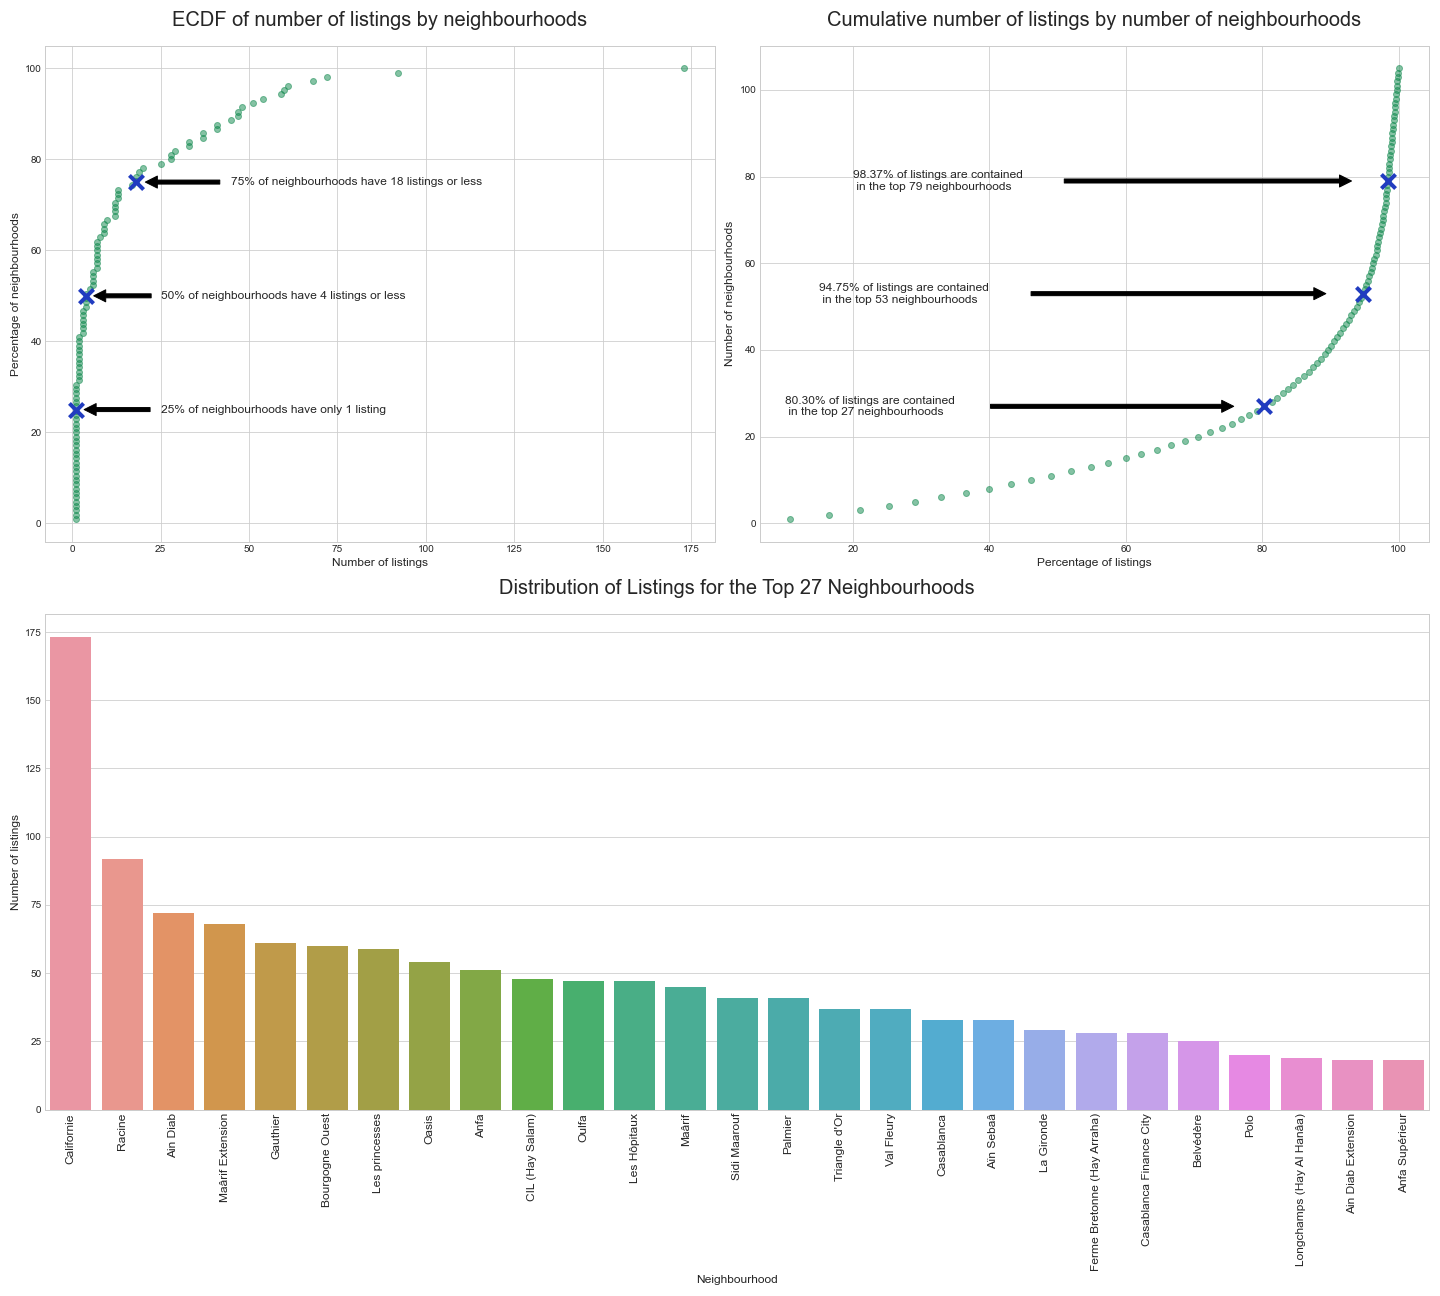 ECDF of number of listings by neighbourhoods
Percentage of neighbourhoods
100
80
60
40
20
0
75% of neighbourhoods have 18 listings or less
50% of neighbourhoods have 4 listings or less
25% of neighbourhoods have only 1 listing
0
25
50
75
100
125
150
175
Number of listings
Cumulative number of listings by number of neighbourhoods
Number of neighbourhoods
100
80
60
40
20
0
98.37% of listings are contained
in the top 79 neighbourhoods
94.75% of listings are contained
in the top 53 neighbourhoods
80.30% of listings are contained
in the top 27 neighbourhoods
20
40
60
80
100
Percentage of listings
Distribution of Listings for the Top 27 Neighbourhoods
Number of listings
175
150
125
100
75
50
25
0
Californie
Racine
Ain Diab
Maârif Extension
Gauthier
Bourgogne Ouest
Les princesses
Oasis
Anfa
CIL (Hay Salam)
Oulfa
Les Hôpitaux
Maârif
Sidi Maarouf
Palmier
Triangle d'Or
Val Fleury
Casablanca
Aïn Sebaâ
La Gironde
Ferme Bretonne (Hay Arraha)
Casablanca Finance City
Belvédère
Polo
Longchamps (Hay Al Hanâa)
Ain Diab Extension
Anfa Supérieur
Neighbourhood